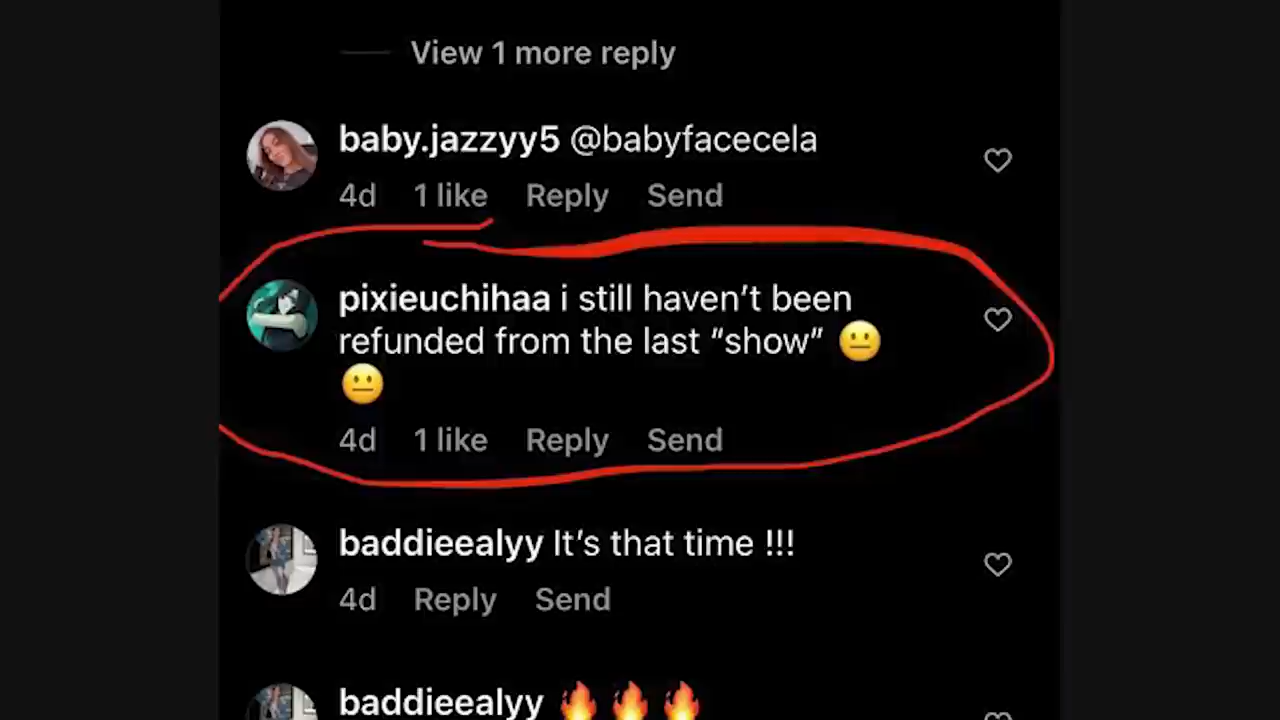 View 1 more reply
baby.jazzyy5 @babyfacecela
4d 1 like Reply Send
pixieuchihaa i still haven’t been
refunded from the last “show” 😐
😐
4d 1 like Reply Send
baddieealyy It’s that time !!!
4d Reply Send
baddieealyy 🔥🔥🔥